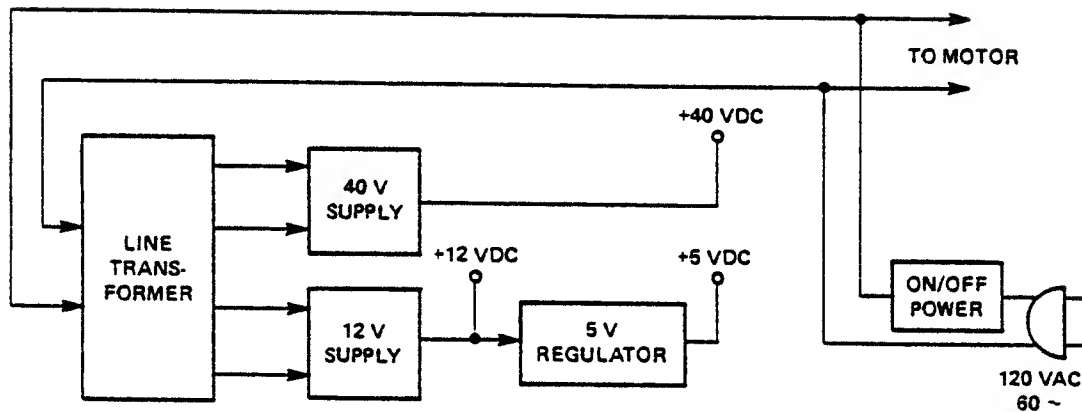 TO MOTOR
+40 VDC
40 V
SUPPLY
LINE
TRANS-
FORMER
+12 VDC
+5 VDC
12 V
SUPPLY
5 V
REGULATOR
ON/OFF
POWER
120 VAC
60 ~